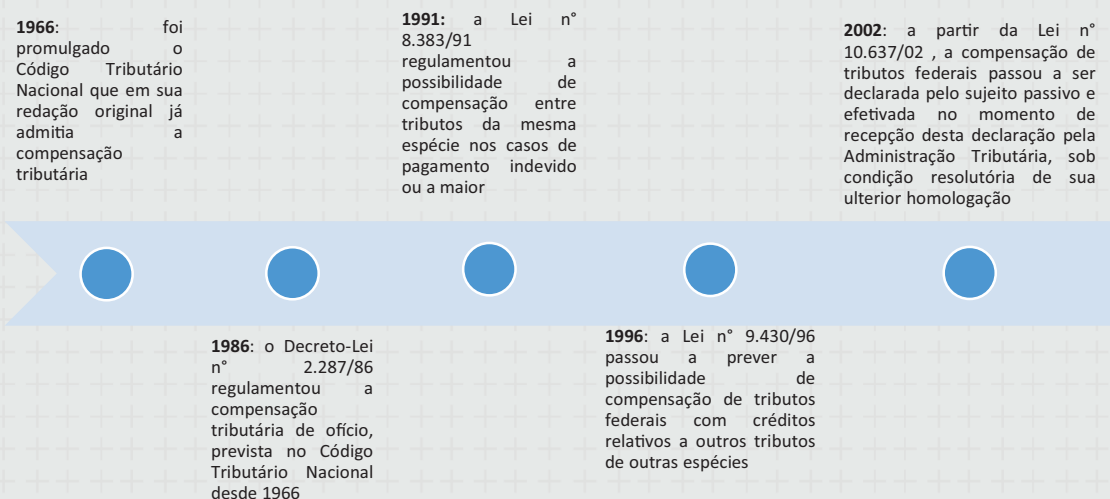 1966: foi
promulgado o
Código Tributário
Nacional que em sua
redação original já
admitia a
compensação
tributária
1986: o Decreto-Lei
n° 2.287/86
regulamentou a
compensação
tributária de ofício,
prevista no Código
Tributário Nacional
desde 1966
1991: a Lei n°
8.383/91
regulamentou a
possibilidade de
compensação entre
tributos da mesma
espécie nos casos de
pagamento indevido
ou a maior
1996: a Lei n° 9.430/96
passou a prever a
possibilidade de
compensação de tributos
federais com créditos
relativos a outros tributos
de outras espécies
2002: a partir da Lei n°
10.637/02 , a compensação de
tributos federais passou a ser
declarada pelo sujeito passivo e
efetivada no momento de
recepção desta declaração pela
Administração Tributária, sob
condição resolutória de sua
ulterior homologação